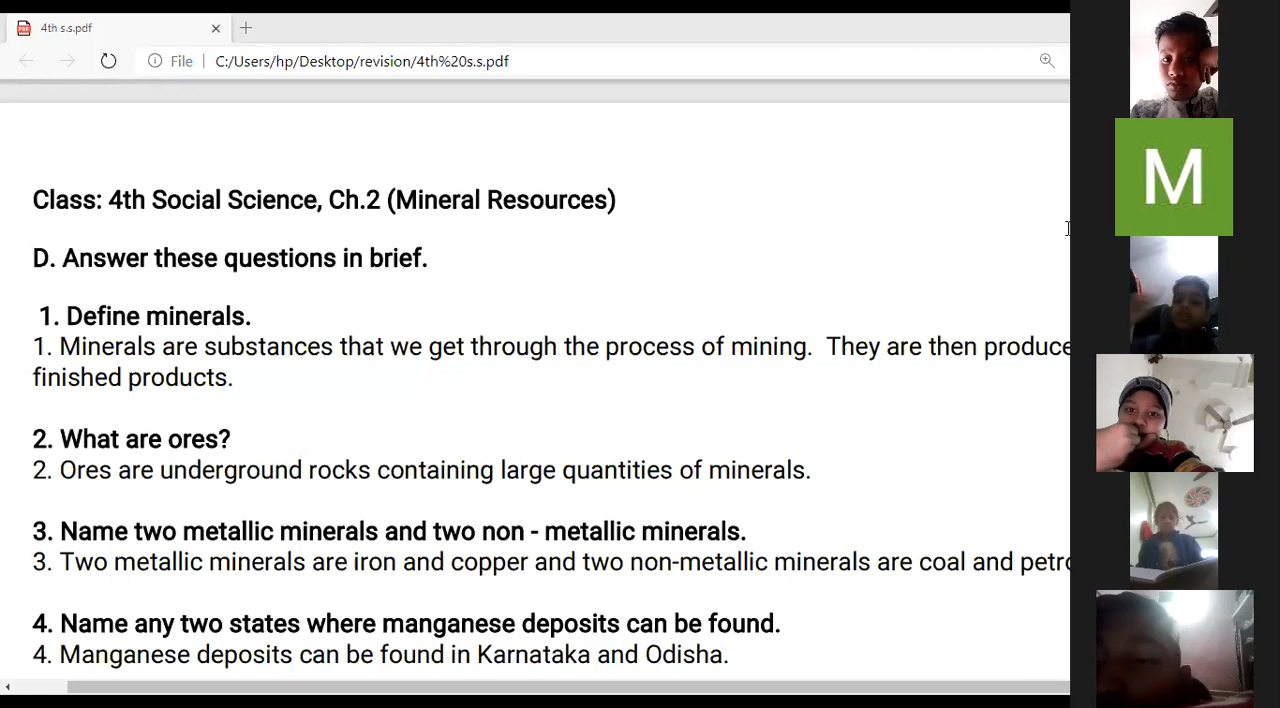 4th s.s.pdf
File
C:/Users/hp/Desktop/revision/4th%20s.s.pdf
Class: 4th Social Science, Ch.2 (Mineral Resources)
D. Answer these questions in brief.
1. Define minerals.
1. Minerals are substances that we get through the process of mining. They are then produce
finished products.
2. What are ores?
2. Ores are underground rocks containing large quantities of minerals.
3. Name two metallic minerals and two non - metallic minerals.
3. Two metallic minerals are iron and copper and two non-metallic minerals are coal and petro
4. Name any two states where manganese deposits can be found.
4. Manganese deposits can be found in Karnataka and Odisha.
M